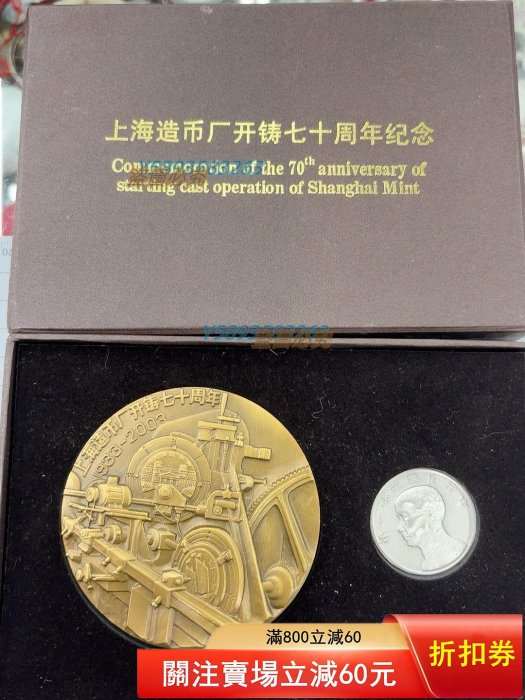 上海造币厂开铸七十周年纪念
Commemoration of the 70th anniversary of
starting cast operation of Shanghai Mint
上海造币厂开铸七十周年
1933-2003
滿800立減60
關注賣場立減60元
折扣券